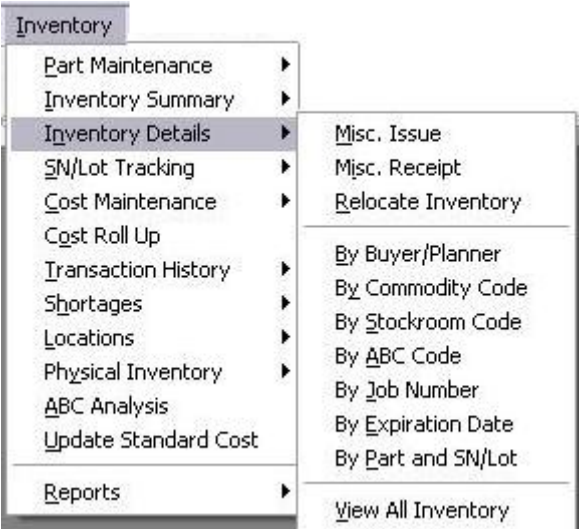 Inventory
Part Maintenance
Inventory Summary
Inventory Details
SN/Lot Tracking
Cost Maintenance
Cost Roll Up
Transaction History
Shortages
Locations
Physical Inventory
ABC Analysis
Update Standard Cost
Reports
Misc. Issue
Misc. Receipt
Relocate Inventory
By Buyer/Planner
By Commodity Code
By Stockroom Code
By ABC Code
By Job Number
By Expiration Date
By Part and SN/Lot
View All Inventory